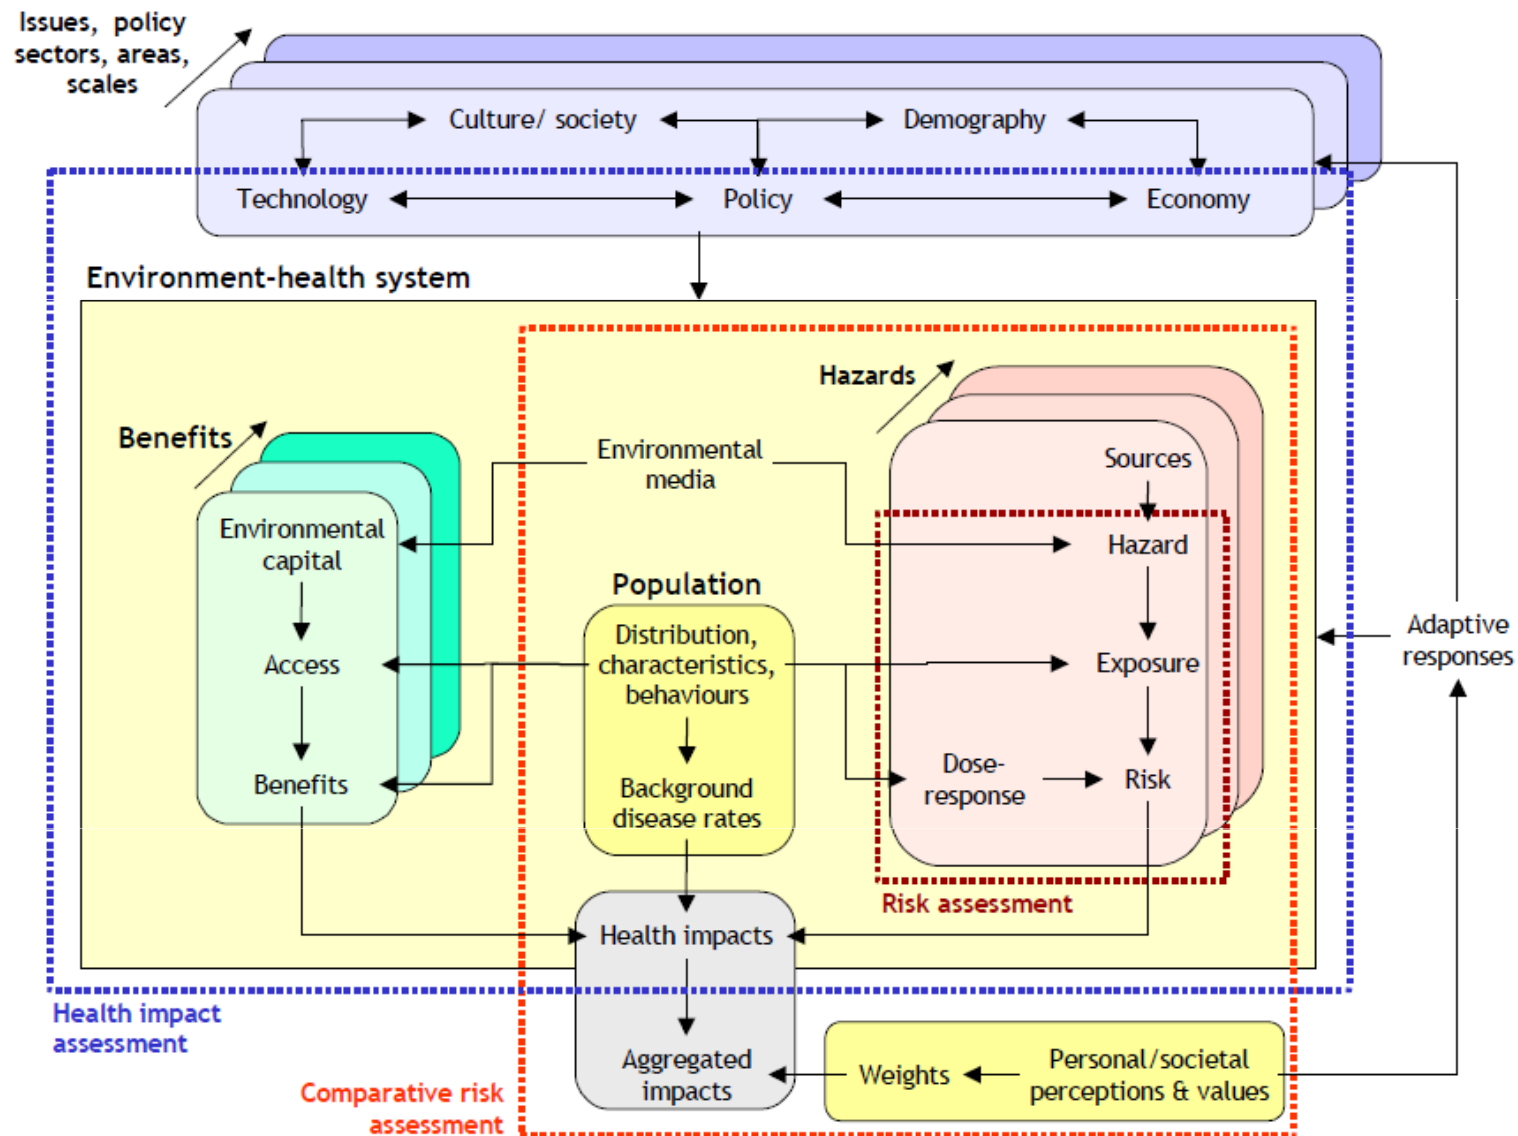 Issues, policy
sectors, areas,
scales
Culture/ society
Demography
Technology
Policy
Economy
Environment-health system
Hazards
Benefits
Environmental
media
Sources
Environmental
capital
Hazard
Population
Distribution,
characteristics,
behaviours
Access
Exposure
Adaptive
responses
Benefits
Background
disease rates
Dose-
response
Risk
Risk assessment
Health impacts
Health impact
assessment
Aggregated
impacts
Weights
Personal/societal
perceptions & values
Comparative risk
assessment